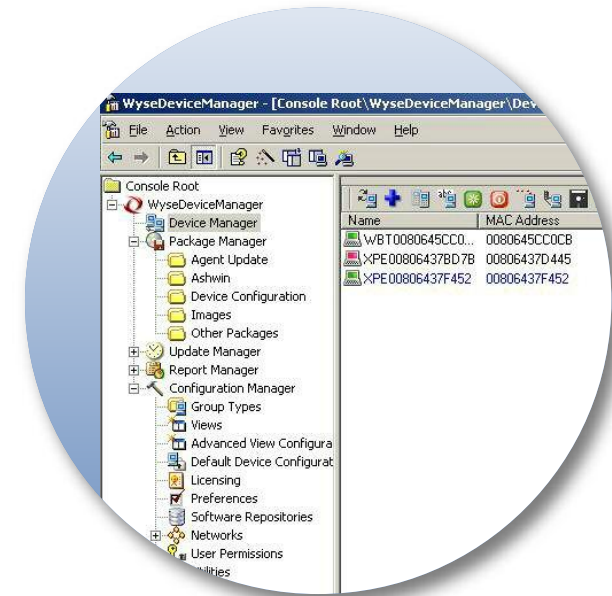 WyseDeviceManager - [Console Root\WyseDeviceManager\Dev
File Action View Favorites Window Help
Console Root
WyseDeviceManager
Device Manager
Package Manager
Agent Update
Ashwin
Device Configuration
Images
Other Packages
Update Manager
Report Manager
Configuration Manager
Group Types
Views
Advanced View Configura
Default Device Configurat
Licensing
Preferences
Software Repositories
Networks
User Permissions
Name MAC Address
WBT0080645CC0... 0080645CC0CB
XPE00806437BD7B 00806437D445
XPE00806437F452 00806437F452